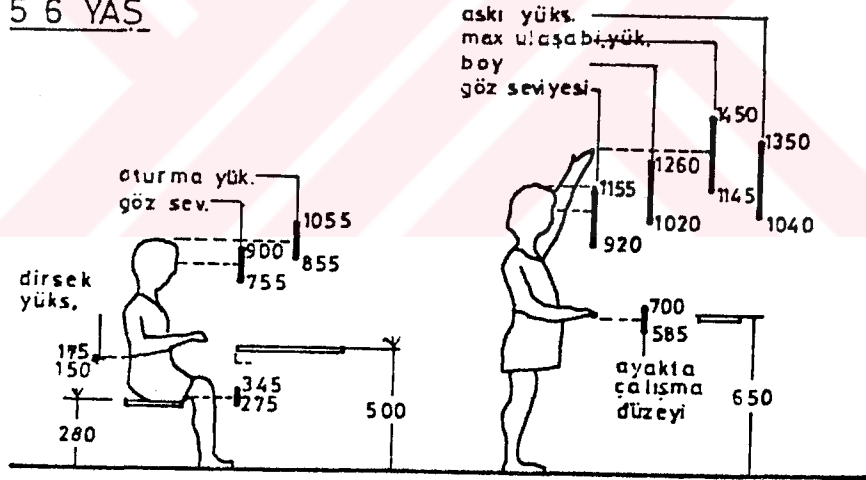 5 6 YAŞ
askı yüks.
max ulaşabi.yük.
boy
göz seviyesi
1450
1350
1260
1155
1145
1020
1040
920
oturma yük.
göz sev.
1055
900
855
755
dirsek
yüks.
175
150
345
275
280
500
700
585
ayakta
çalışma
düzeyi
650